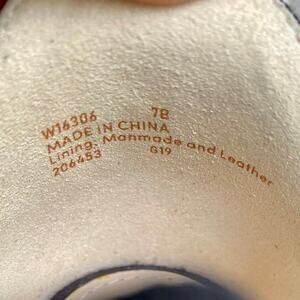 W16306 7B
MADE IN CHINA
Lining, Manmade and Leather
206453 G19